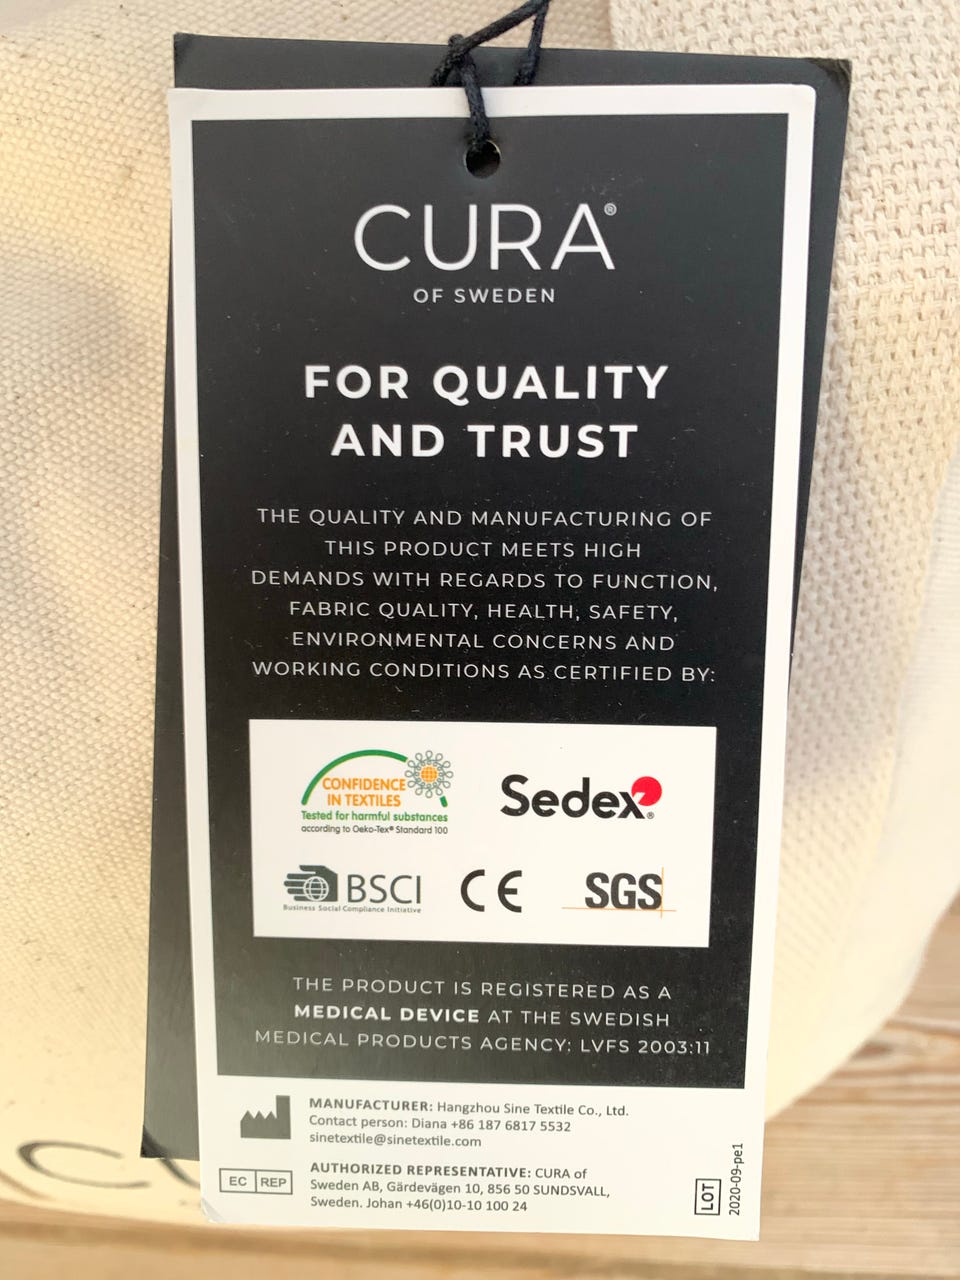 CURA®
OF SWEDEN
FOR QUALITY
AND TRUST
THE QUALITY AND MANUFACTURING OF
THIS PRODUCT MEETS HIGH
DEMANDS WITH REGARDS TO FUNCTION,
FABRIC QUALITY, HEALTH, SAFETY,
ENVIRONMENTAL CONCERNS AND
WORKING CONDITIONS AS CERTIFIED BY:
CONFIDENCE
IN TEXTILES
Tested for harmful substances
according to Oeko-Tex® Standard 100
Sedex®
BSCI
Business Social Compliance Initiative
CE
SGS
THE PRODUCT IS REGISTERED AS A
MEDICAL DEVICE AT THE SWEDISH
MEDICAL PRODUCTS AGENCY: LVFS 2003:11
MANUFACTURER: Hangzhou Sine Textile Co., Ltd.
Contact person: Diana +86 187 6817 5532
sinetextile@sinetextile.com
EC REP
AUTHORIZED REPRESENTATIVE: CURA of
Sweden AB, Gärdevägen 10, 856 50 SUNDSVALL,
Sweden. Johan +46(0)10-10 100 24
LOT
2020-09-pe1